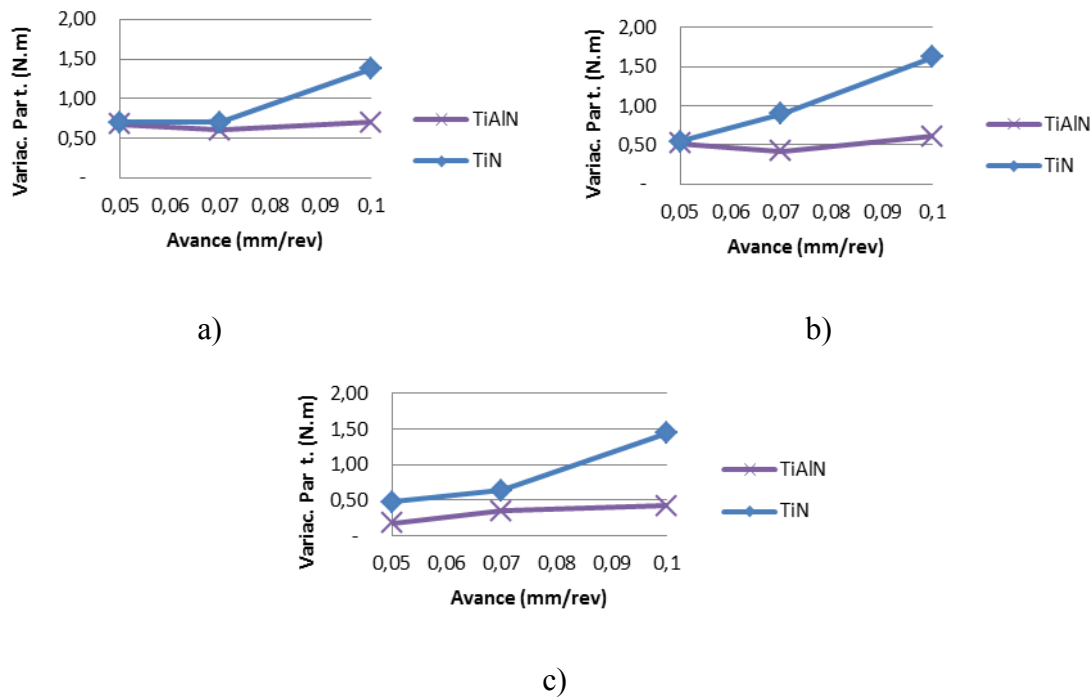 Variac. Par t. (N.m)
2,00
1,50
1,00
0,50
-
0,05 0,06 0,07 0,08 0,09 0,1
Avance (mm/rev)
TiAlN
TiN
a)
Variac. Par t. (N.m)
2,00
1,50
1,00
0,50
-
0,05 0,06 0,07 0,08 0,09 0,1
Avance (mm/rev)
TiAlN
TiN
b)
Variac. Par t. (N.m)
2,00
1,50
1,00
0,50
-
0,05 0,06 0,07 0,08 0,09 0,1
Avance (mm/rev)
TiAlN
TiN
c)